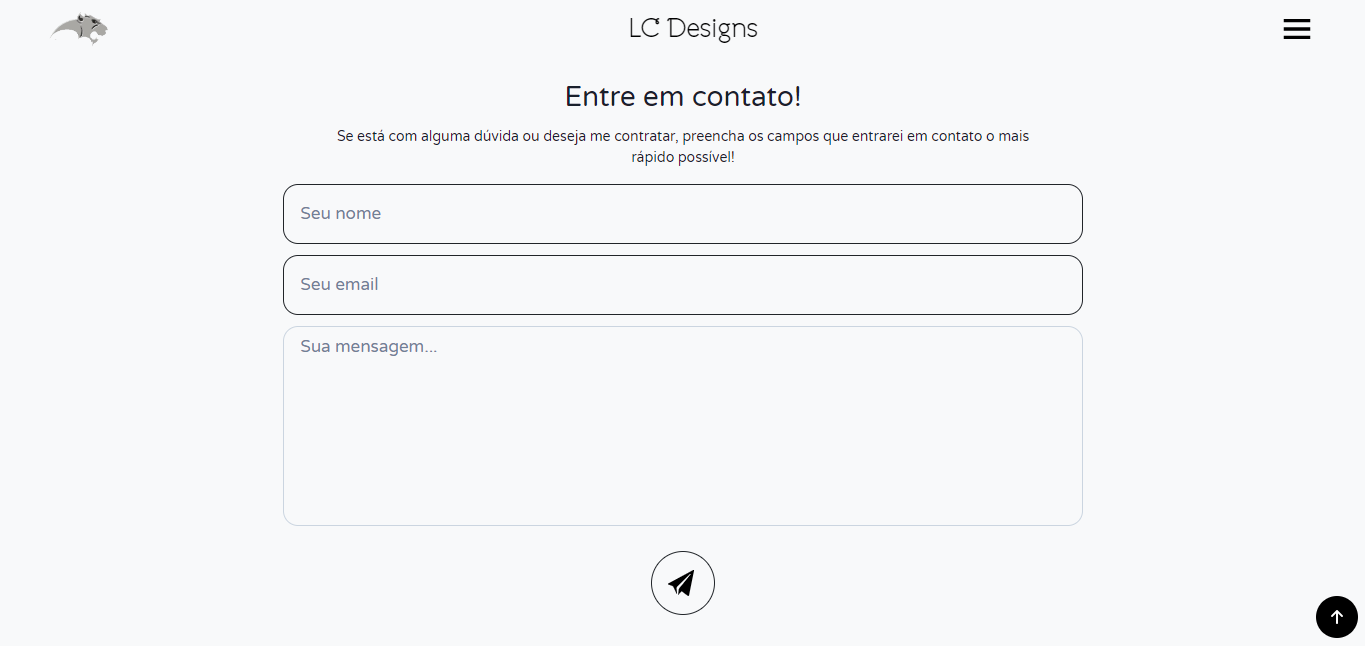 LC Designs
Entre em contato!
Se está com alguma dúvida ou deseja me contratar, preencha os campos que entrarei em contato o mais
rápido possível!
Seu nome
Seu email
Sua mensagem...